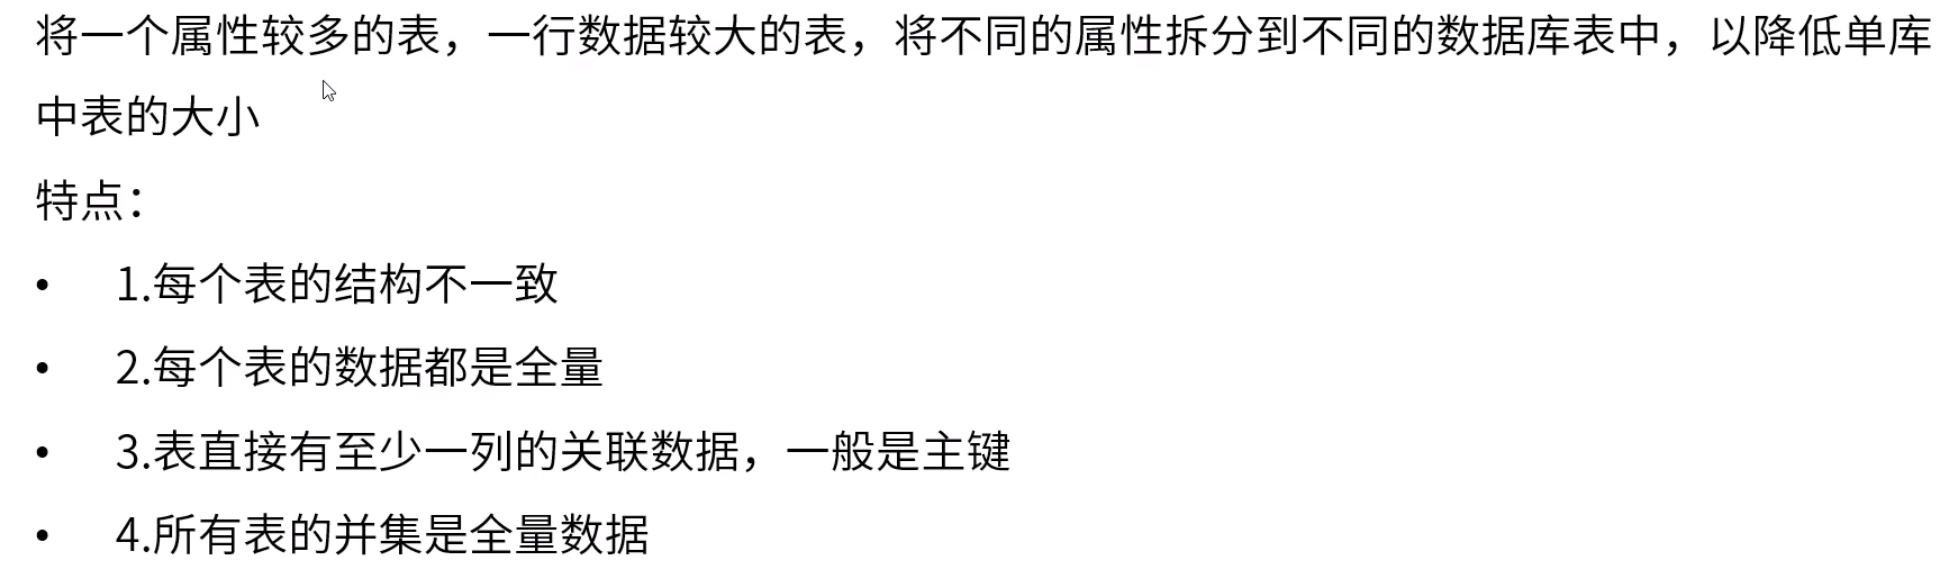 将一个属性较多的表，一行数据较大的表，将不同的属性拆分到不同的数据库表中，以降低单库
中表的大小
特点：
• 1.每个表的结构不一致
• 2.每个表的数据都是全量
• 3.表直接有至少一列的关联数据，一般是主键
• 4.所有表的并集是全量数据